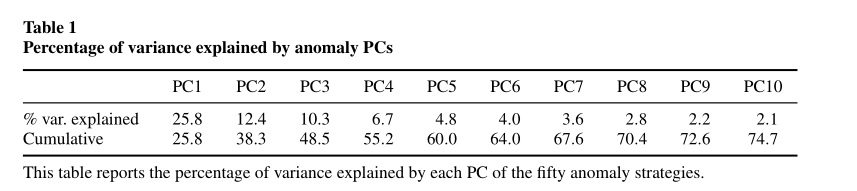 Table 1
Percentage of variance explained by anomaly PCs
PC1 PC2 PC3 PC4 PC5 PC6 PC7 PC8 PC9 PC10
% var. explained 25.8 12.4 10.3 6.7 4.8 4.0 3.6 2.8 2.2 2.1
Cumulative 25.8 38.3 48.5 55.2 60.0 64.0 67.6 70.4 72.6 74.7
This table reports the percentage of variance explained by each PC of the fifty anomaly strategies.